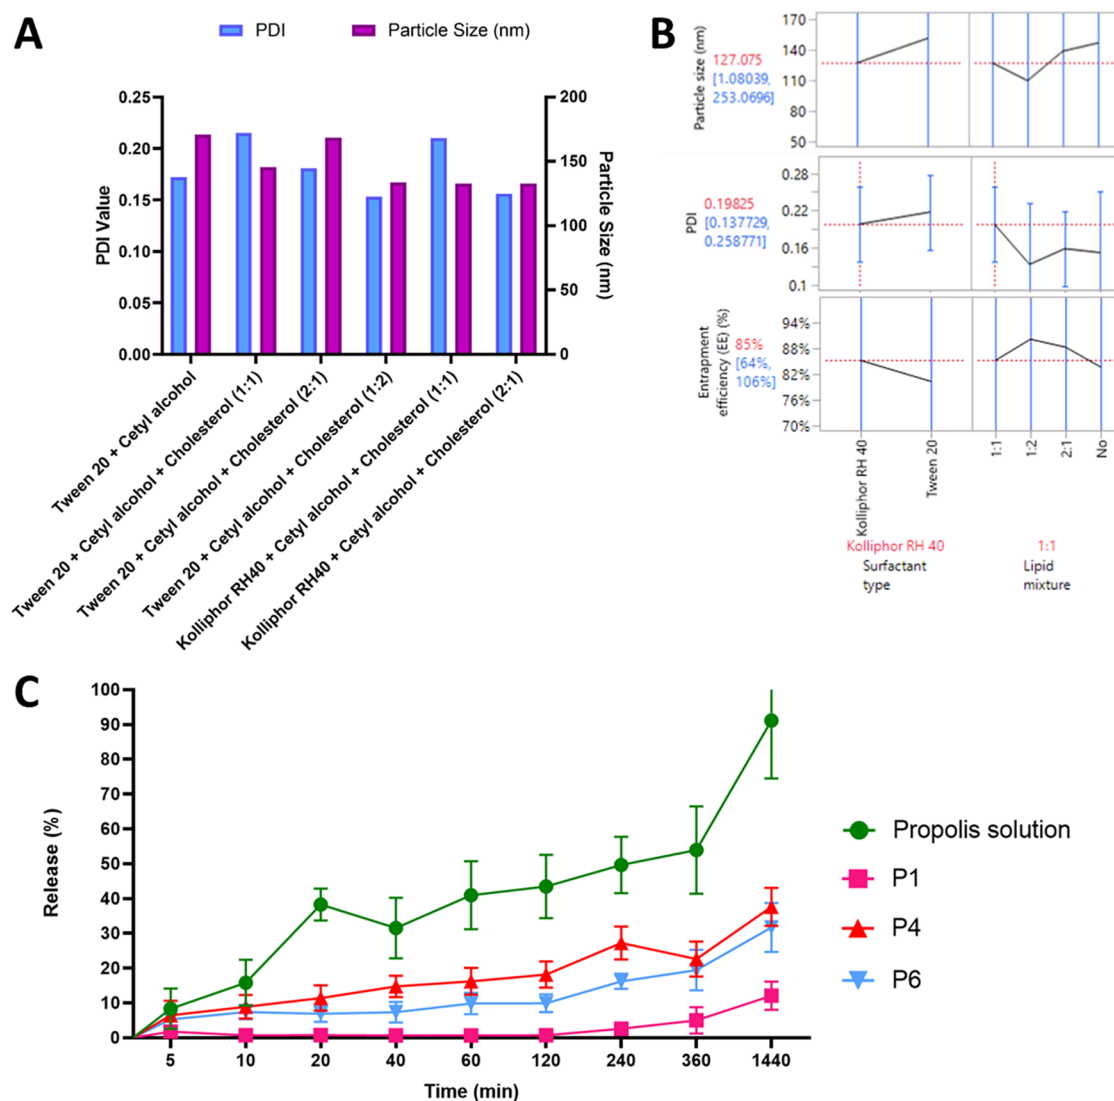 A
PDI
Particle Size (nm)
0.25
0.20
0.15
0.10
0.05
0.00
PDI Value
200
150
100
50
0
Particle Size (nm)
Tween 20 + Cetyl alcohol
Tween 20 + Cetyl alcohol + Cholesterol (1:1)
Tween 20 + Cetyl alcohol + Cholesterol (2:1)
Tween 20 + Cetyl alcohol + Cholesterol (1:2)
Kolliphor RH40 + Cetyl alcohol + Cholesterol (1:1)
Kolliphor RH40 + Cetyl alcohol + Cholesterol (2:1)
B
Particle size (nm)
127.075
[1.08039,
253.0696]
170
140
110
80
50
PDI
0.19825
[0.137729,
0.258771]
0.28
0.22
0.16
0.1
Entrapment
efficiency (EE) (%)
85%
[64%,
106%]
94%
88%
82%
76%
70%
Kolliphor RH 40
Tween 20
1:1
1:2
2:1
No
Kolliphor RH 40
1:1
Surfactant
type
Lipid
mixture
C
100
90
80
70
60
50
40
30
20
10
0
Release (%)
5
10
20
40
60
120
240
360
1440
Time (min)
Propolis solution
P1
P4
P6